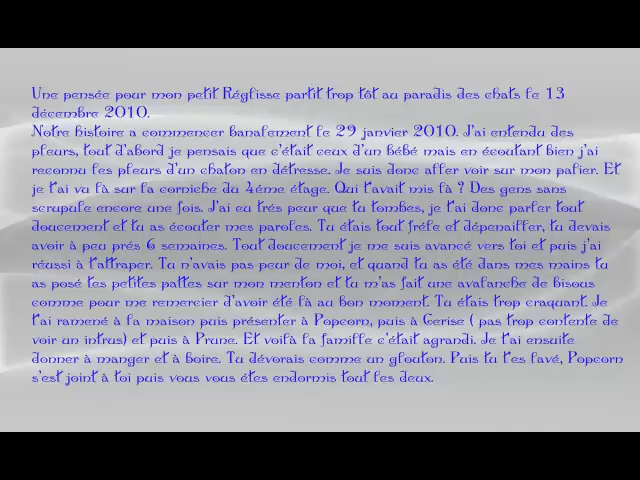 Une pensée pour mon petit Réglisse partit trop tôt au paradis des chats le 13
décembre 2010.
Notre histoire a commencer banalement le 29 janvier 2010. J'ai entendu des
pleurs, tout d'abord je pensais que c'était ceux d'un bébé mais en écoutant bien j'ai
reconnu les pleurs d'un chaton en détresse. Je suis donc aller voir sur mon palier. Et
je t'ai vu là sur la corniche du 4éme étage. Qui t'avait mis là ? Des gens sans
scrupule encore une fois. J'ai eu trés peur que tu tombes, je t'ai donc parler tout
doucement et tu as écouter mes paroles. Tu étais tout frêle et dépenailler, tu devais
avoir à peu prés 6 semaines. Tout doucement je me suis avancé vers toi et puis j'ai
réussi à t'attraper. Tu n'avais pas peur de moi, et quand tu as été dans mes mains tu
as posé tes petites pattes sur mon menton et tu m'as fait une avalanche de bisous
comme pour me remercier d'avoir été là au bon moment. Tu étais trop craquant. Je
t'ai ramené à la maison puis présenter à Popcorn, puis à Cerise ( pas trop contente de
voir un intrus) et puis à Prune. Et voilà la famille c'était agrandi. Je t'ai ensuite
donner à manger et à boire. Tu dévorais comme un glouton. Puis tu t'es lavé, Popcorn
s'est joint à toi puis vous vous étes endormis tout les deux.